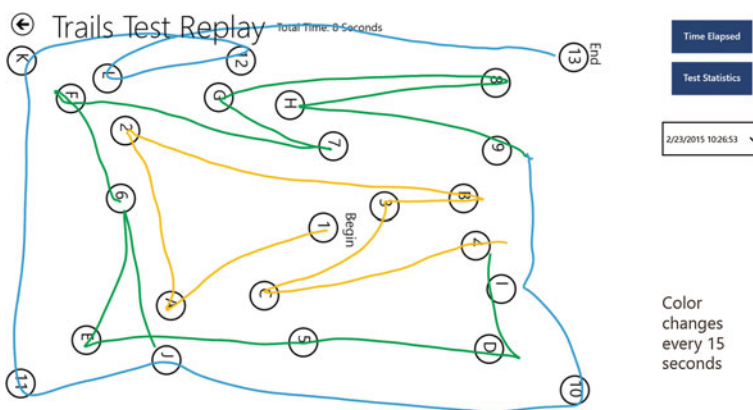 Trails Test Replay
Total Time: 8 Seconds
Time Elapsed
Test Statistics
2/23/2015 10:26:53
K
L
12
13
End
F
G
H
8
2
7
9
6
1
Begin
3
B
4
A
C
I
E
J
5
D
11
10
Color
changes
every 15
seconds